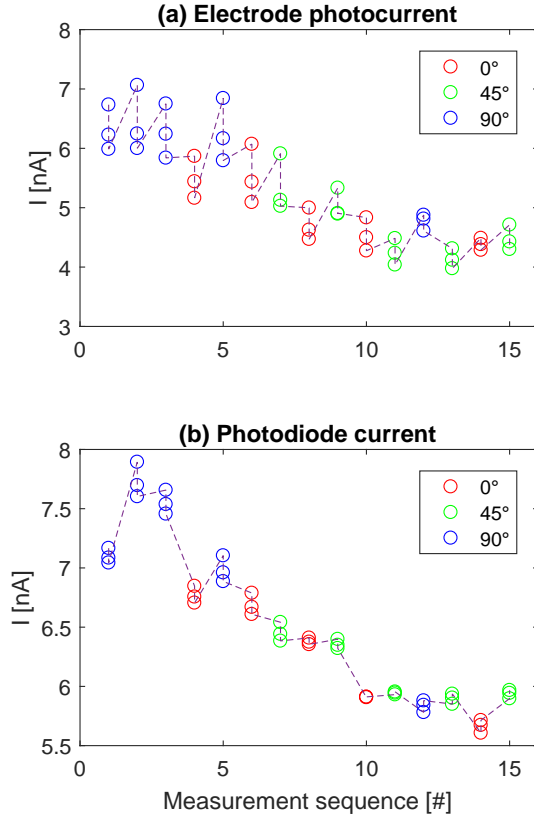 (a) Electrode photocurrent
8
7
6
5
4
3
I [nA]
0°
45°
90°
0 5 10 15
(b) Photodiode current
8
7.5
7
6.5
6
5.5
I [nA]
0°
45°
90°
0 5 10 15
Measurement sequence [#]